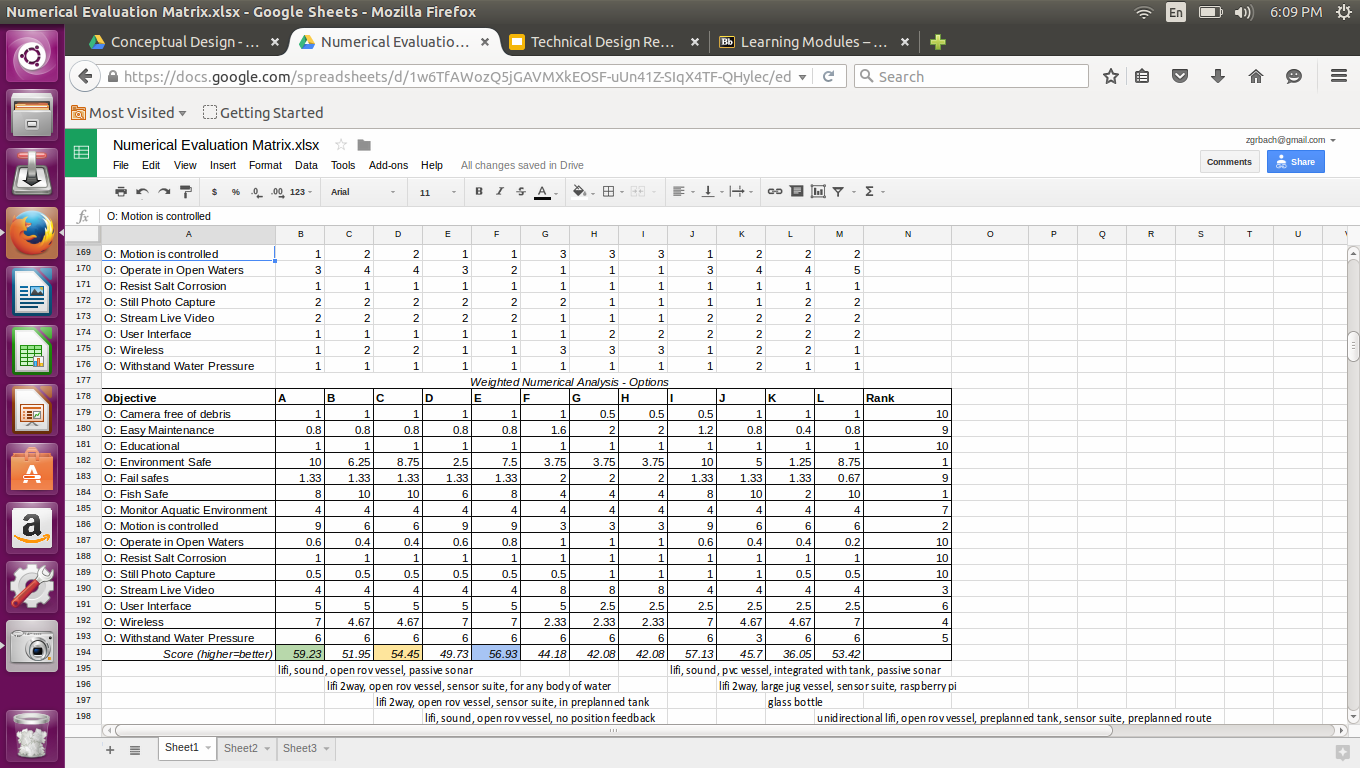 Numerical Evaluation Matrix.xlsx - Google Sheets - Mozilla Firefox En 6:09 PM
Conceptual Design - ... × Numerical Evaluatio... × Technical Design Re... × Bb Learning Modules – ... ×
https://docs.google.com/spreadsheets/d/1w6TfAWozQ5jGAVMXkEOSF-uUn41Z-SIqX4TF-QHylec/ed Search
Most Visited Getting Started
Numerical Evaluation Matrix.xlsx zgrbach@gmail.com
File Edit View Insert Format Data Tools Add-ons Help All changes saved in Drive Comments Share
$ % .0 .00 123 Arial 11 B I S A Σ
fx O: Motion is controlled
A B C D E F G H I J K L M N O P Q R S T U
169 O: Motion is controlled 1 2 2 1 1 3 3 3 1 2 2 2
170 O: Operate in Open Waters 3 4 4 3 2 1 1 1 3 4 4 5
171 O: Resist Salt Corrosion 1 1 1 1 1 1 1 1 1 1 1 1
172 O: Still Photo Capture 2 2 2 2 2 2 1 1 1 1 2 2
173 O: Stream Live Video 2 2 2 2 2 1 1 1 2 2 2 2
174 O: User Interface 1 1 1 1 1 1 2 2 2 2 2 2
175 O: Wireless 1 2 2 1 1 3 3 3 1 2 2 1
176 O: Withstand Water Pressure 1 1 1 1 1 1 1 1 1 2 1 1
177 Weighted Numerical Analysis - Options
178 Objective A B C D E F G H I J K L Rank
179 O: Camera free of debris 1 1 1 1 1 1 0.5 0.5 0.5 1 1 1 10
180 O: Easy Maintenance 0.8 0.8 0.8 0.8 0.8 1.6 2 2 1.2 0.8 0.4 0.8 9
181 O: Educational 1 1 1 1 1 1 1 1 1 1 1 1 10
182 O: Environment Safe 10 6.25 8.75 2.5 7.5 3.75 3.75 3.75 10 5 1.25 8.75 1
183 O: Fail safes 1.33 1.33 1.33 1.33 1.33 2 2 2 1.33 1.33 1.33 0.67 9
184 O: Fish Safe 8 10 10 6 8 4 4 4 8 10 2 10 1
185 O: Monitor Aquatic Environment 4 4 4 4 4 4 4 4 4 4 4 4 7
186 O: Motion is controlled 9 6 6 9 9 3 3 3 9 6 6 6 2
187 O: Operate in Open Waters 0.6 0.4 0.4 0.6 0.8 1 1 1 0.6 0.4 0.4 0.2 10
188 O: Resist Salt Corrosion 1 1 1 1 1 1 1 1 1 1 1 1 10
189 O: Still Photo Capture 0.5 0.5 0.5 0.5 0.5 0.5 1 1 1 1 0.5 0.5 10
190 O: Stream Live Video 4 4 4 4 4 8 8 8 4 4 4 4 3
191 O: User Interface 5 5 5 5 5 5 2.5 2.5 2.5 2.5 2.5 2.5 6
192 O: Wireless 7 4.67 4.67 7 7 2.33 2.33 2.33 7 4.67 4.67 7 4
193 O: Withstand Water Pressure 6 6 6 6 6 6 6 6 6 3 6 6 5
194 Score (higher=better) 59.23 51.95 54.45 49.73 56.93 44.18 42.08 42.08 57.13 45.7 36.05 53.42
195 lifi, sound, open rov vessel, passive sonar lifi, sound, pvc vessel, integrated with tank, passive sonar
196 lifi 2way, open rov vessel, sensor suite, for any body of water lifi 2way, large jug vessel, sensor suite, raspberry pi
197 lifi 2way, open rov vessel, sensor suite, in preplanned tank glass bottle
198 lifi, sound, open rov vessel, no position feedback unidirectional lifi, open rov vessel, preplanned tank, sensor suite, preplanned route
+ Sheet1 Sheet2 Sheet3